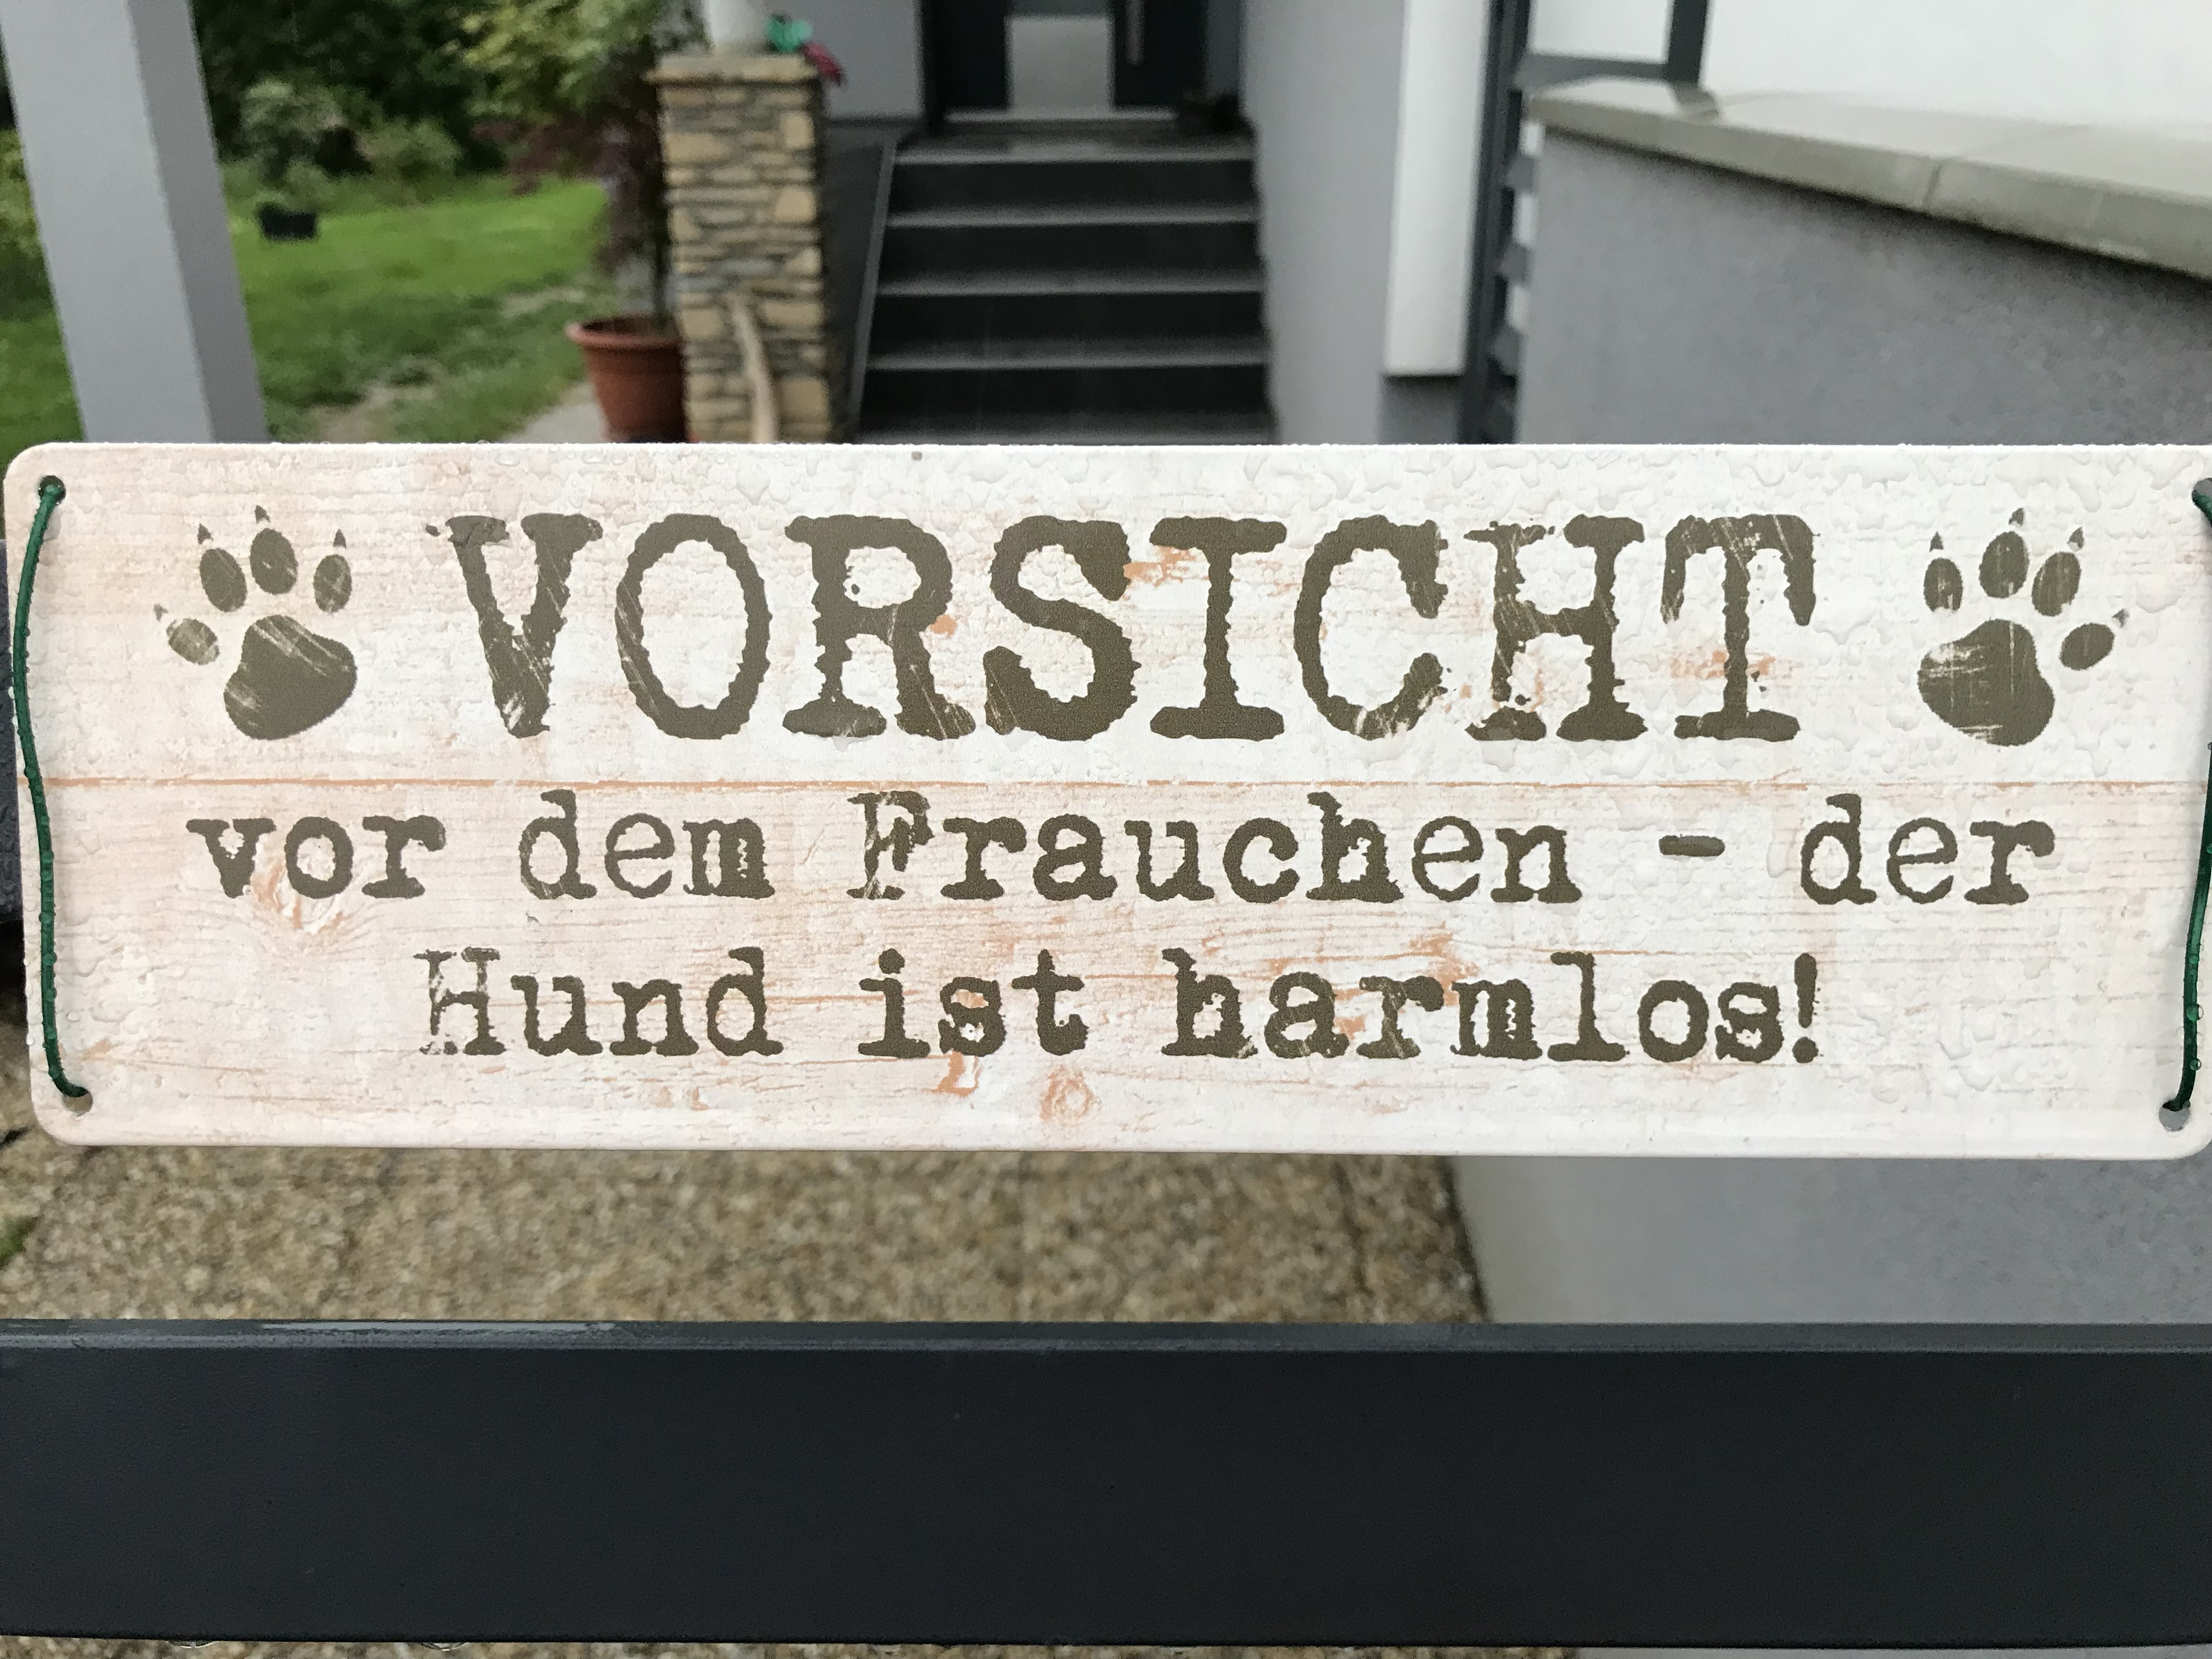 VORSICHT
vor dem Frauchen - der
Hund ist harmlos!